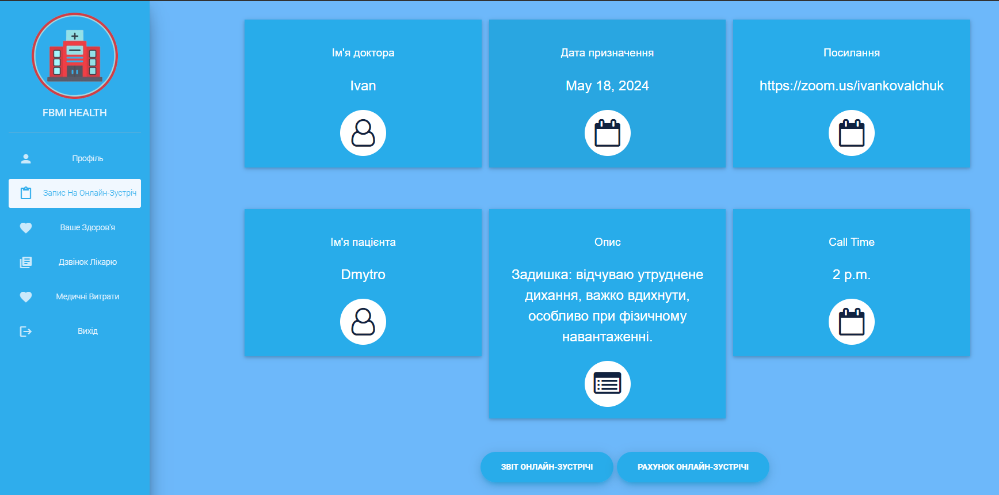 FBMI HEALTH
Профіль
Запис На Онлайн-Зустріч
Ваше Здоров'я
Дзвінок Лікарю
Медичні Витрати
Вихід
Ім'я доктора
Ivan
Дата призначення
May 18, 2024
Посилання
https://zoom.us/ivankovalchuk
Ім'я пацієнта
Dmytro
Опис
Задишка: відчуваю утруднене
дихання, важко вдихнути,
особливо при фізичному
навантаженні.
Call Time
2 p.m.
ЗВІТ ОНЛАЙН-ЗУСТРІЧІ
РАХУНОК ОНЛАЙН-ЗУСТРІЧІ